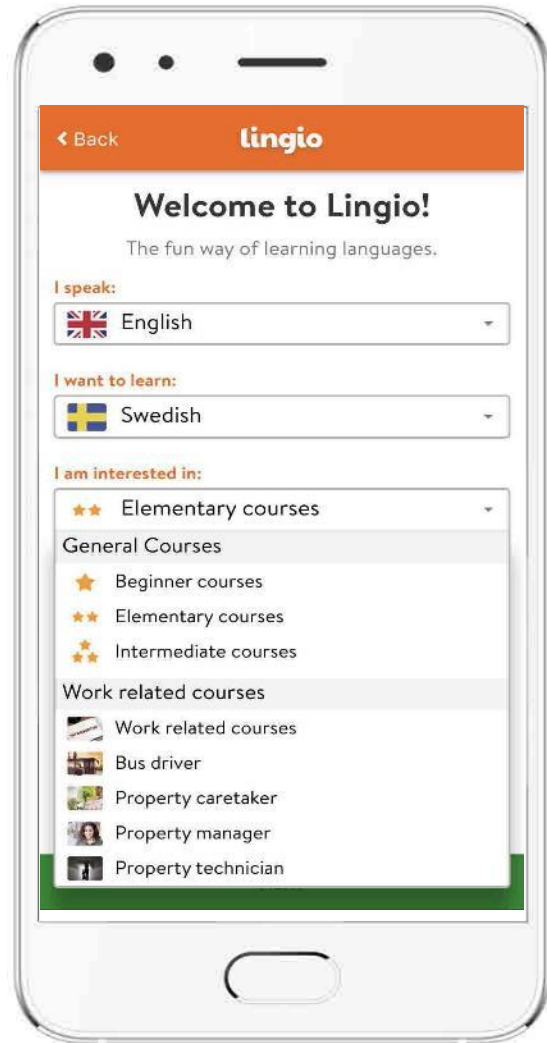 Back
lingio
Welcome to Lingio!
The fun way of learning languages.
I speak:
English
I want to learn:
Swedish
I am interested in:
Elementary courses
General Courses
Beginner courses
Elementary courses
Intermediate courses
Work related courses
Work related courses
Bus driver
Property caretaker
Property manager
Property technician